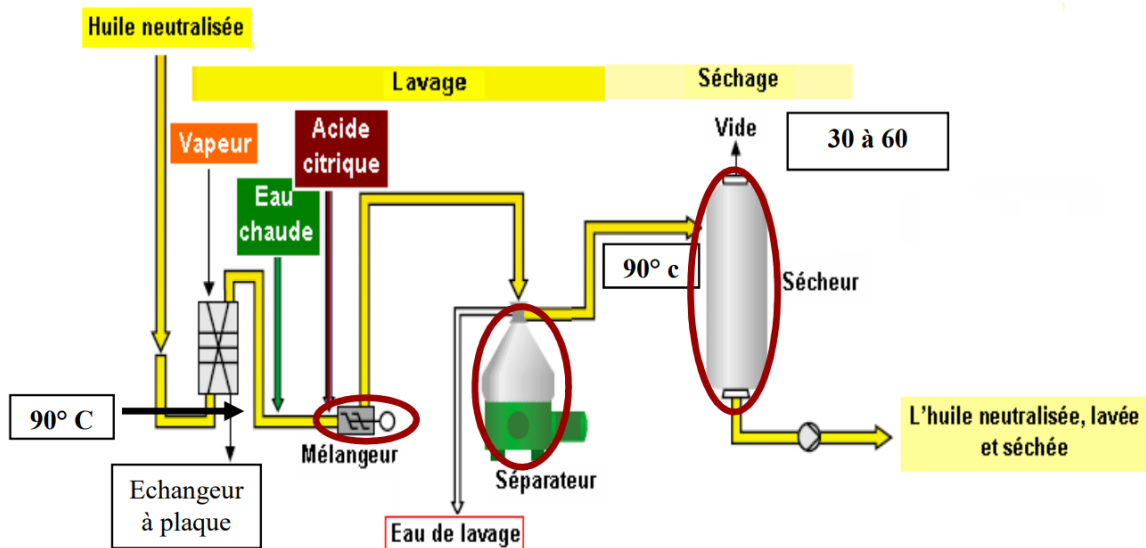 Huile neutralisée
Lavage
Séchage
Vapeur
Acide
citrique
Eau
chaude
Vide
30 à 60
90° c
Sécheur
90° C
Mélangeur
Séparateur
Echangeur
à plaque
Eau de lavage
L'huile neutralisée, lavée
et séchée